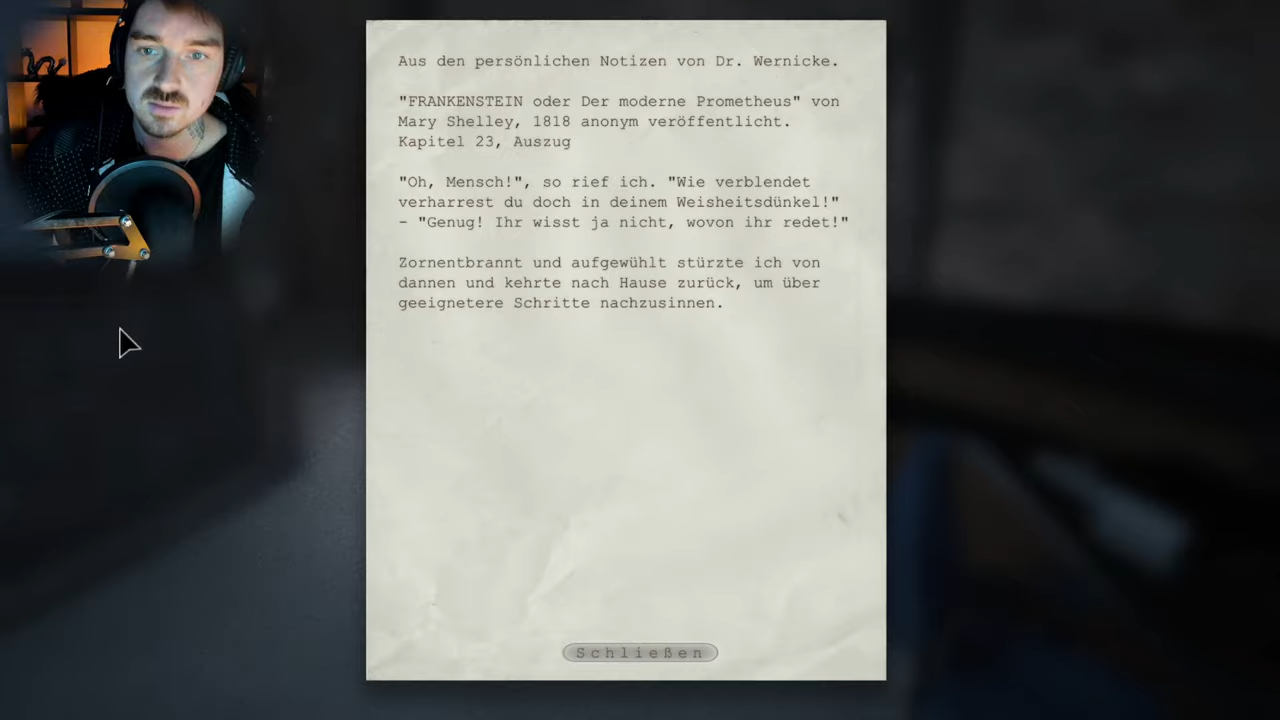 Aus den persönlichen Notizen von Dr. Wernicke.
"FRANKENSTEIN oder Der moderne Prometheus" von
Mary Shelley, 1818 anonym veröffentlicht.
Kapitel 23, Auszug
"Oh, Mensch!", so rief ich. "Wie verblendet
verharrest du doch in deinem Weisheitsdünkel!"
- "Genug! Ihr wisst ja nicht, wovon ihr redet!"
Zornentbrannt und aufgewühlt stürzte ich von
dannen und kehrte nach Hause zurück, um über
geeignetere Schritte nachzusinnen.
Schließen